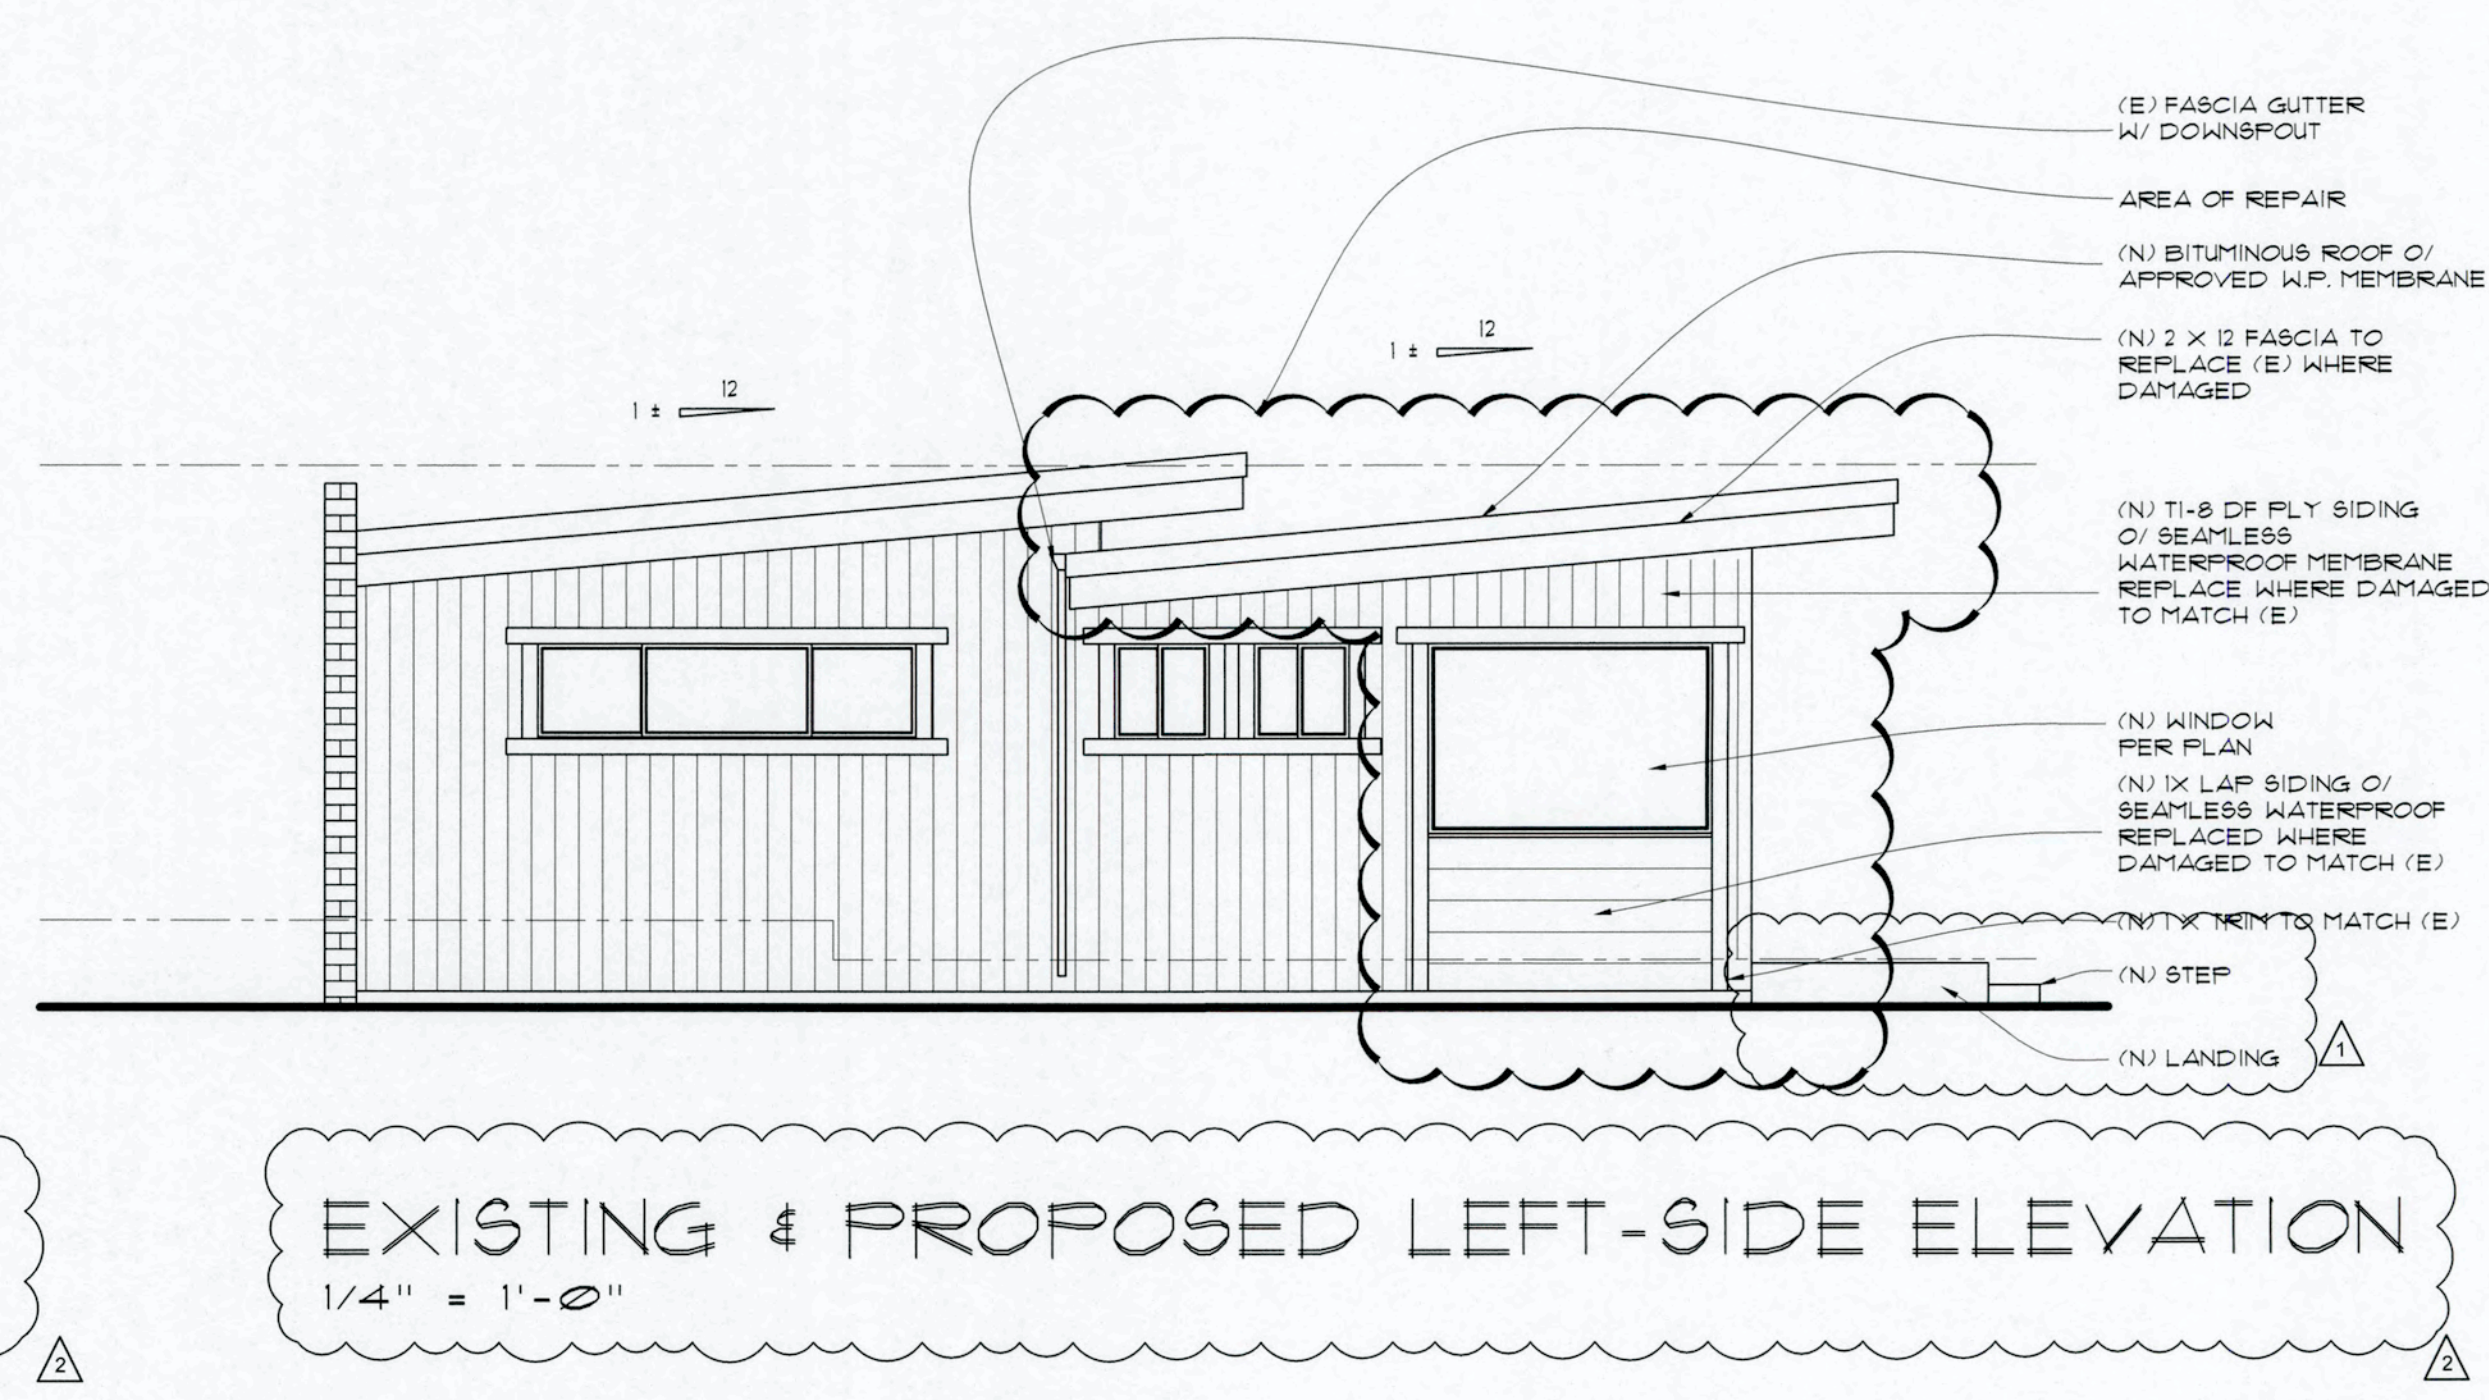 (E) FASCIA GUTTER
W/ DOWNSPOUT
AREA OF REPAIR
(N) BITUMINOUS ROOF O/
APPROVED W.P. MEMBRANE
12
1 ±
(N) 2 X 12 FASCIA TO
REPLACE (E) WHERE
DAMAGED
12
1 ±
(N) T1-8 DF PLY SIDING
O/ SEAMLESS
WATERPROOF MEMBRANE
REPLACE WHERE DAMAGED
TO MATCH (E)
(N) WINDOW
PER PLAN
(N) 1X LAP SIDING O/
SEAMLESS WATERPROOF
REPLACED WHERE
DAMAGED TO MATCH (E)
(N) 1 X TRIM TO MATCH (E)
(N) STEP
(N) LANDING
1
EXISTING & PROPOSED LEFT-SIDE ELEVATION
1/4" = 1'-0"
2
2